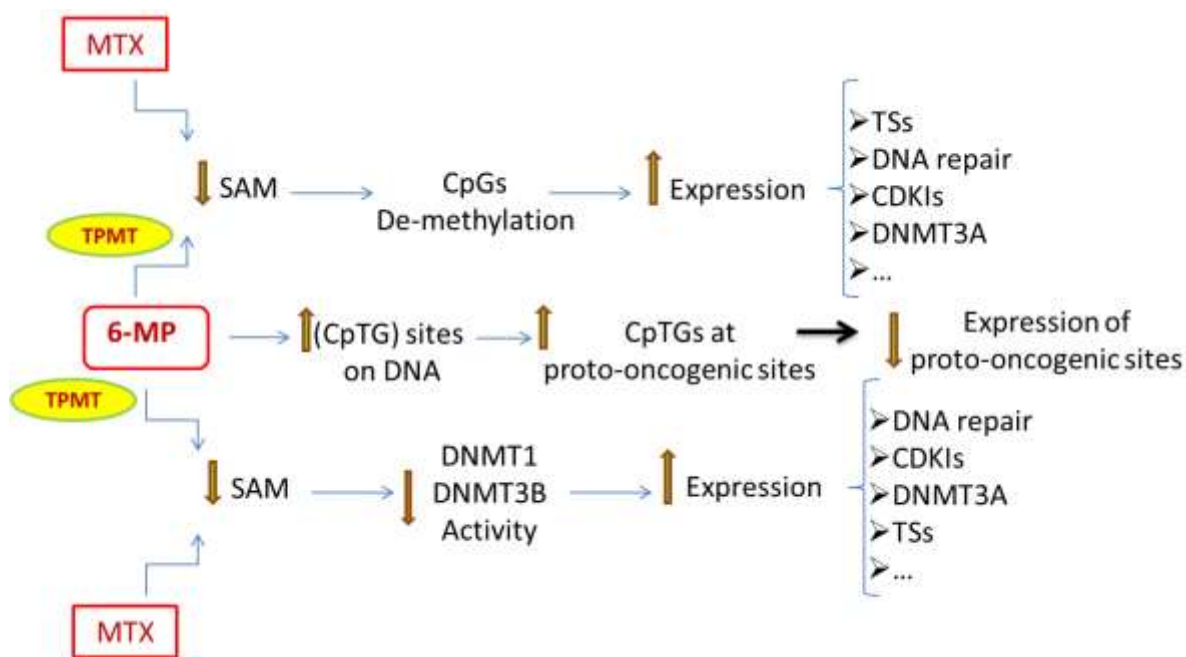 MTX
SAM
CpGs
De-methylation
Expression
➢TSs
➢DNA repair
➢CDKIs
➢DNMT3A
➢...
TPMT
6-MP
(CpTG) sites
on DNA
CpTGs at
proto-oncogenic sites
Expression of
proto-oncogenic sites
TPMT
SAM
DNMT1
DNMT3B
Activity
Expression
➢DNA repair
➢CDKIs
➢DNMT3A
➢TSs
➢...
MTX